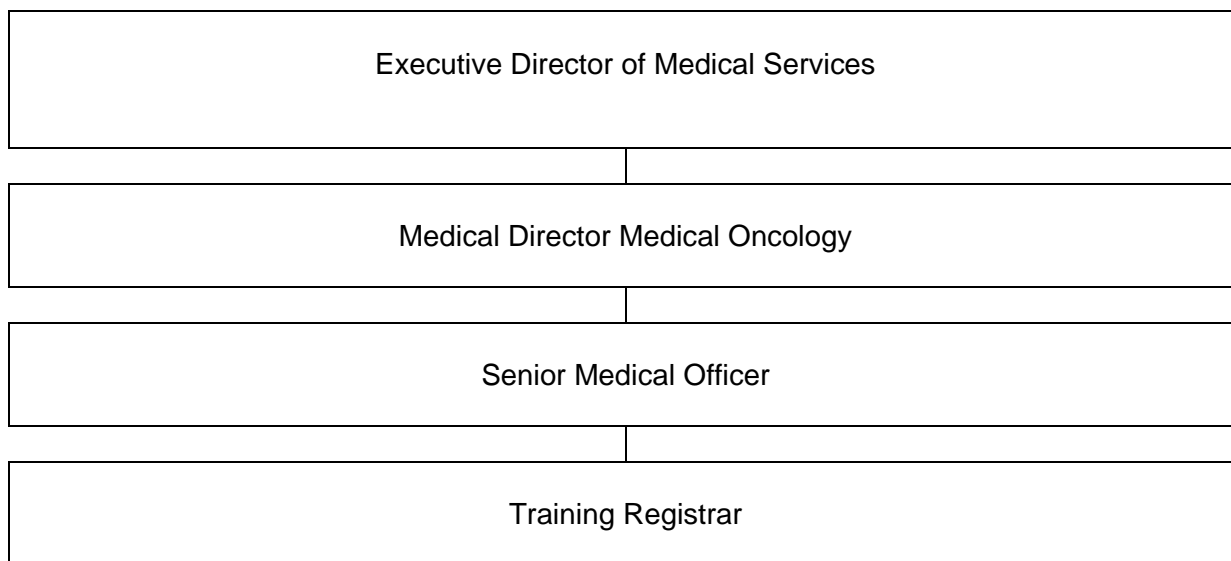 Executive Director of Medical Services
Medical Director Medical Oncology
Senior Medical Officer
Training Registrar